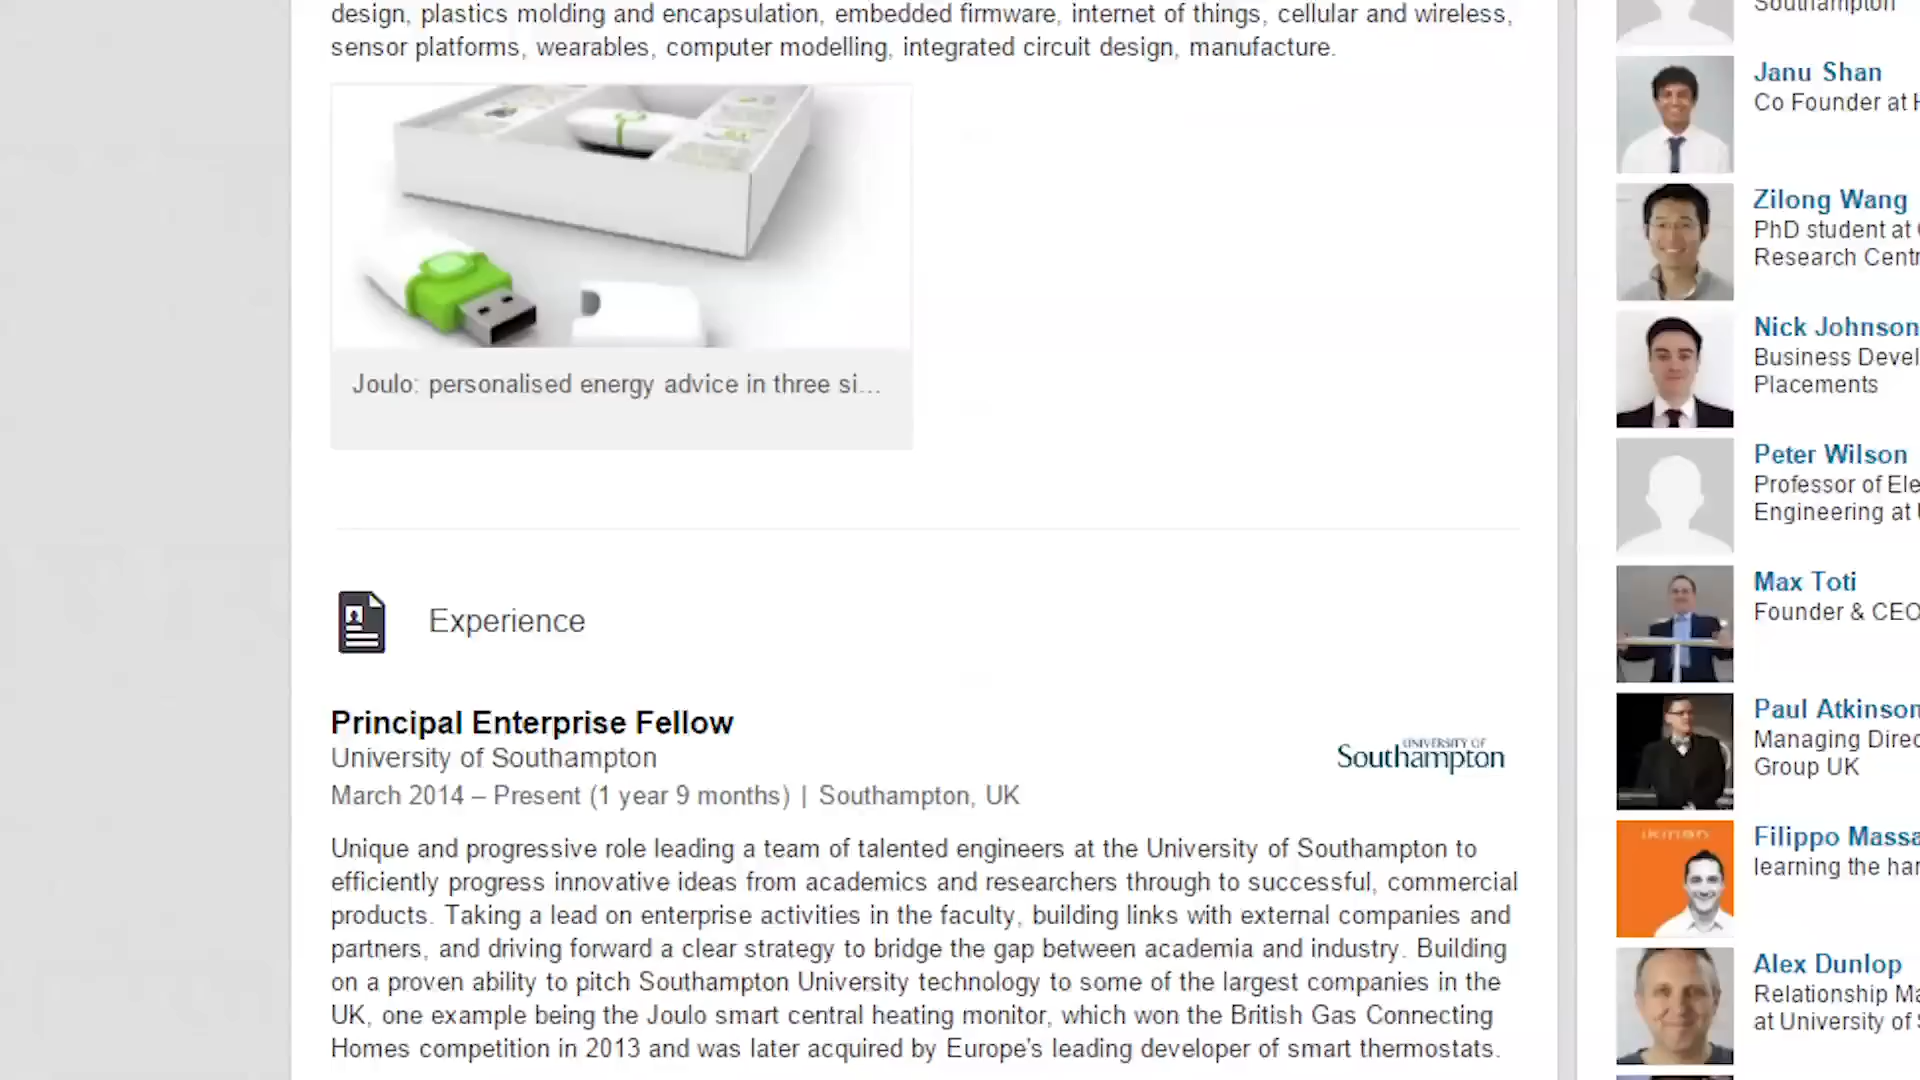 design, plastics molding and encapsulation, embedded firmware, internet of things, cellular and wireless,
sensor platforms, wearables, computer modelling, integrated circuit design, manufacture.
Joulo: personalised energy advice in three si...
Experience
Principal Enterprise Fellow
University of Southampton
March 2014 – Present (1 year 9 months) | Southampton, UK
UNIVERSITY OF
Southampton
Unique and progressive role leading a team of talented engineers at the University of Southampton to
efficiently progress innovative ideas from academics and researchers through to successful, commercial
products. Taking a lead on enterprise activities in the faculty, building links with external companies and
partners, and driving forward a clear strategy to bridge the gap between academia and industry. Building
on a proven ability to pitch Southampton University technology to some of the largest companies in the
UK, one example being the Joulo smart central heating monitor, which won the British Gas Connecting
Homes competition in 2013 and was later acquired by Europe's leading developer of smart thermostats.
Southampton
Janu Shan
Co Founder at H
Zilong Wang
PhD student at
Research Centr
Nick Johnson
Business Devel
Placements
Peter Wilson
Professor of Ele
Engineering at U
Max Toti
Founder & CEO
Paul Atkinson
Managing Direc
Group UK
Filippo Massa
learning the har
Alex Dunlop
Relationship Ma
at University of S